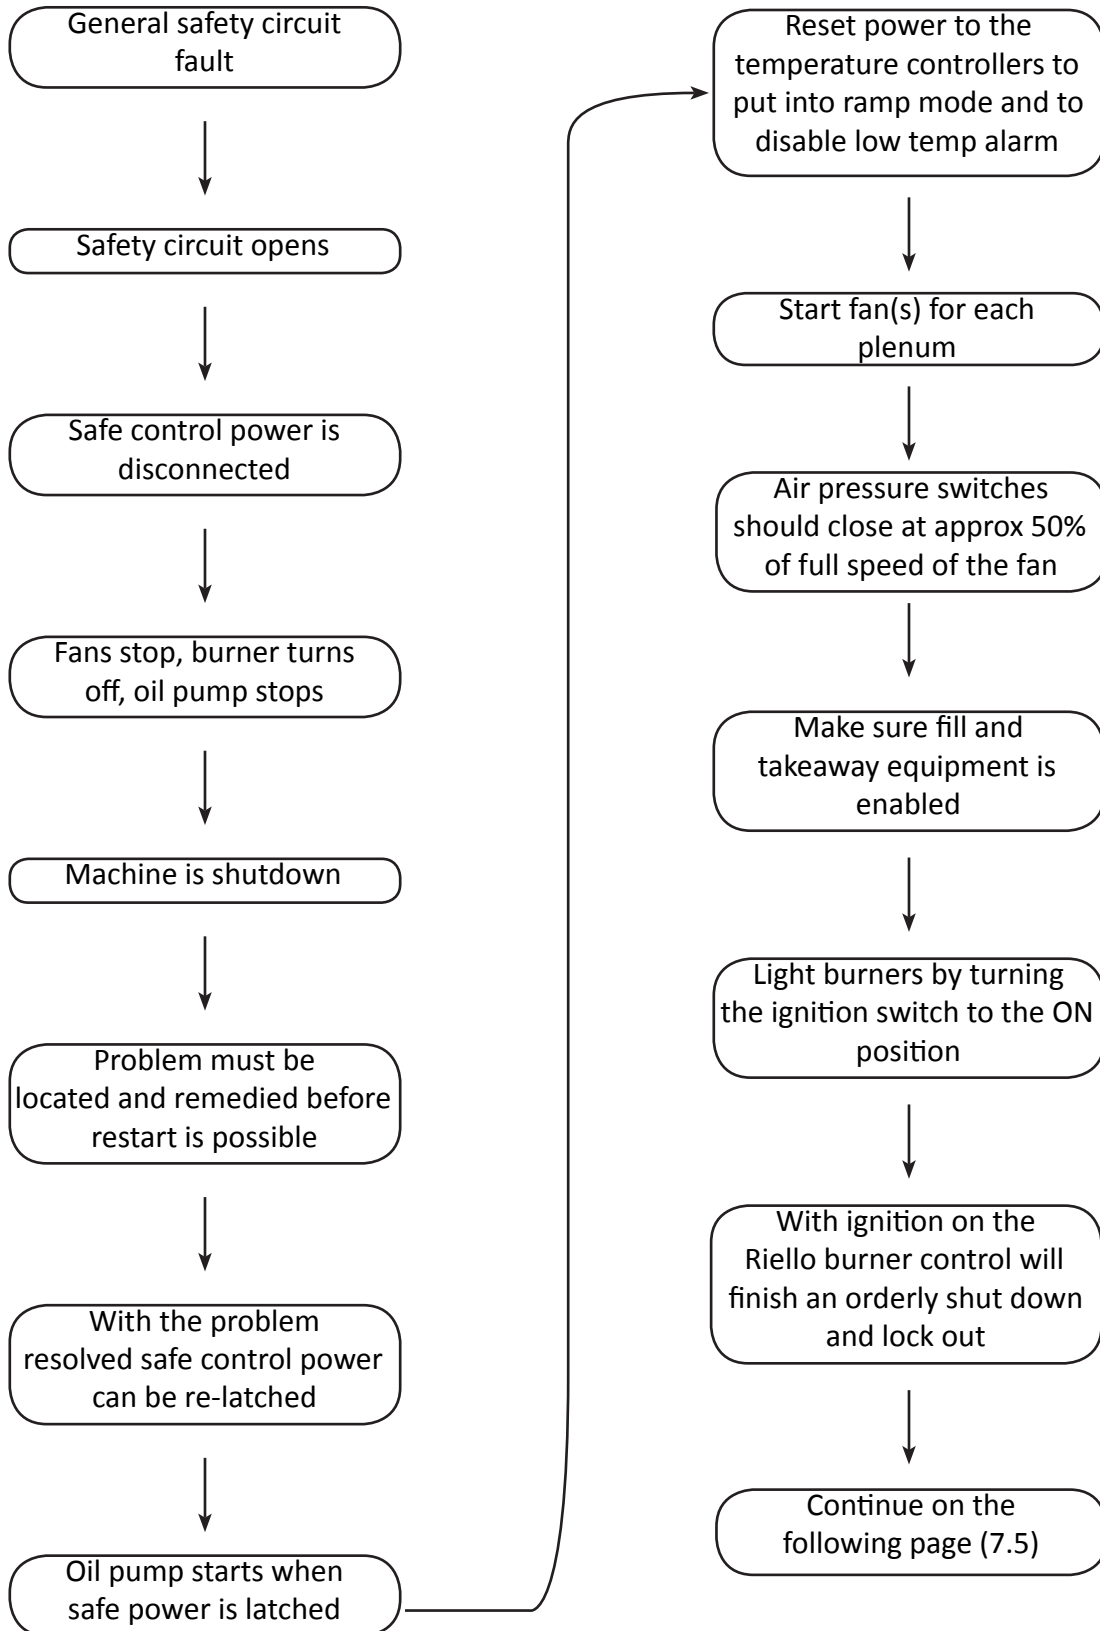 General safety circuit
fault
Safety circuit opens
Safe control power is
disconnected
Fans stop, burner turns
off, oil pump stops
Machine is shutdown
Problem must be
located and remedied before
restart is possible
With the problem
resolved safe control power
can be re-latched
Oil pump starts when
safe power is latched
Reset power to the
temperature controllers to
put into ramp mode and to
disable low temp alarm
Start fan(s) for each
plenum
Air pressure switches
should close at approx 50%
of full speed of the fan
Make sure fill and
takeaway equipment is
enabled
Light burners by turning
the ignition switch to the ON
position
With ignition on the
Riello burner control will
finish an orderly shut down
and lock out
Continue on the
following page (7.5)